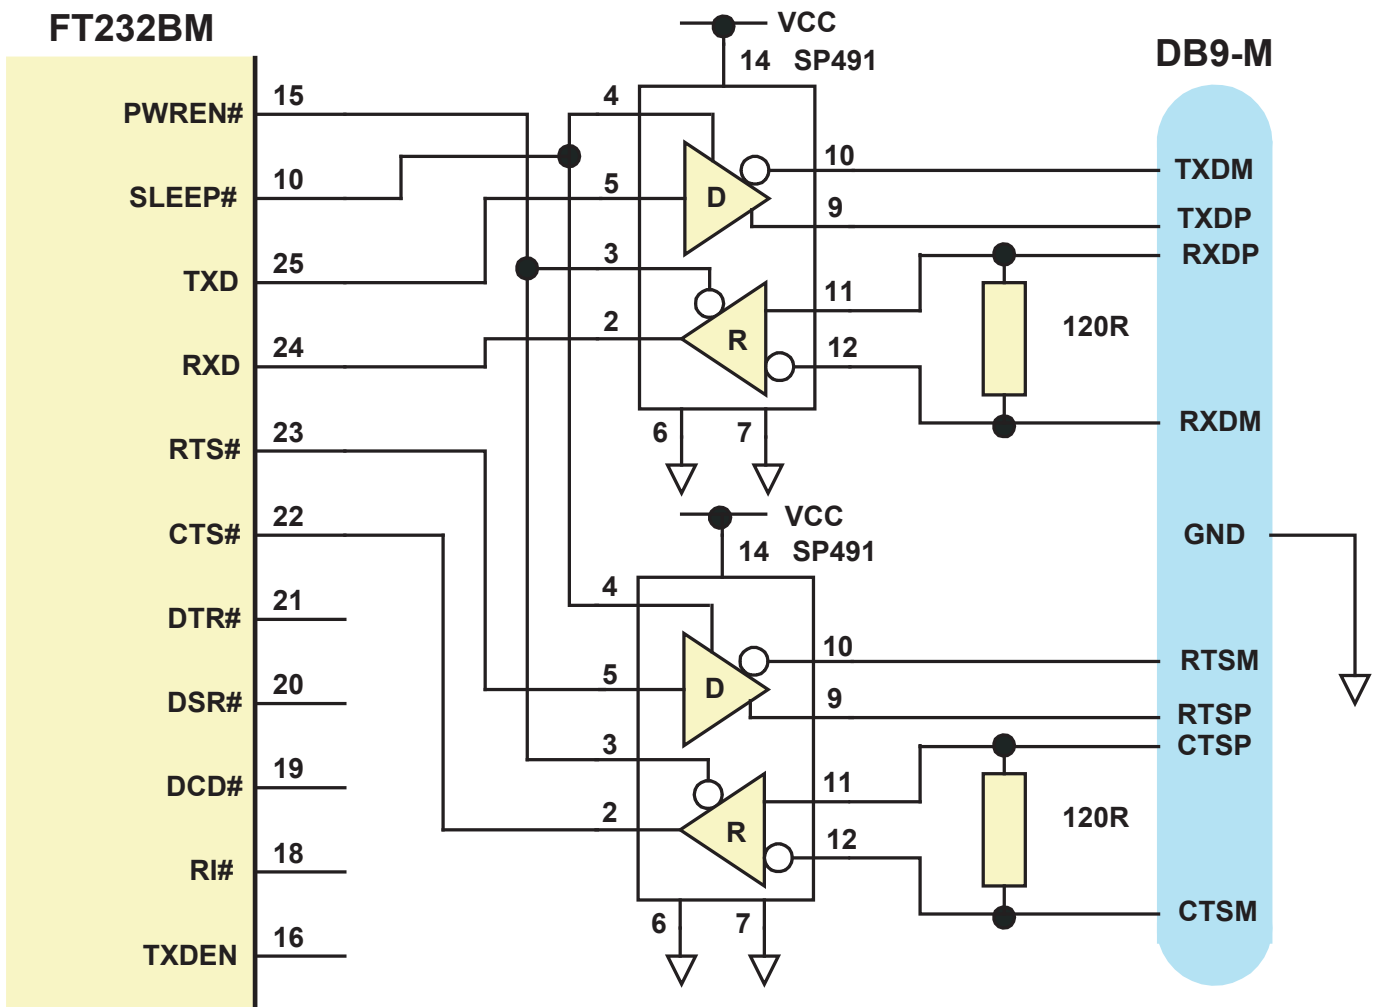 FT232BM
PWREN#
15
SLEEP#
10
TXD
25
RXD
24
RTS#
23
CTS#
22
DTR#
21
DSR#
20
DCD#
19
RI#
18
TXDEN
16
VCC
14 SP491
4
5
3
2
D
R
10
9
11
12
6
7
VCC
14 SP491
4
5
3
2
D
R
10
9
11
12
6
7
120R
120R
DB9-M
TXDM
TXDP
RXDP
RXDM
GND
RTSM
RTSP
CTSP
CTSM